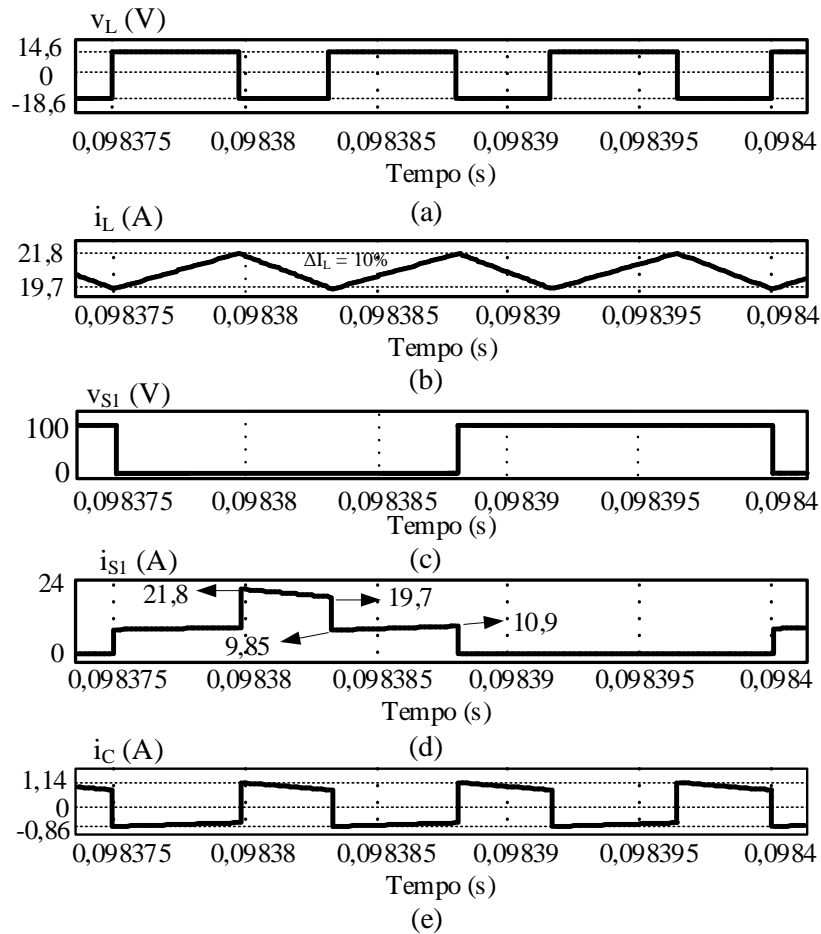 v_L (V)
14,6
0
-18,6
0,098375 0,09838 0,098385 0,09839 0,098395 0,0984
Tempo (s)
(a)
i_L (A)
21,8
ΔI_L = 10%
19,7
0,098375 0,09838 0,098385 0,09839 0,098395 0,0984
Tempo (s)
(b)
v_S1 (V)
100
0
0,098375 0,09838 0,098385 0,09839 0,098395 0,0984
Tempo (s)
(c)
i_S1 (A)
24
21,8 19,7
10,9
9,85
0
0,098375 0,09838 0,098385 0,09839 0,098395 0,0984
Tempo (s)
(d)
i_C (A)
1,14
0
-0,86
0,098375 0,09838 0,098385 0,09839 0,098395 0,0984
Tempo (s)
(e)